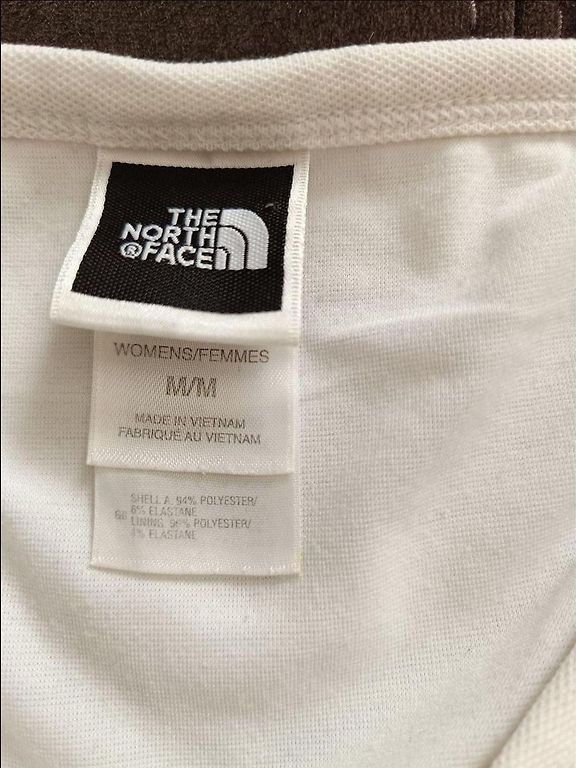 THE
NORTH
®FACE
WOMENS/FEMMES
M/M
MADE IN VIETNAM
FABRIQUÉ AU VIETNAM
SHELL A. 94% POLYESTER/
6% ELASTANE
LINING. 96% POLYESTER/
4% ELASTANE